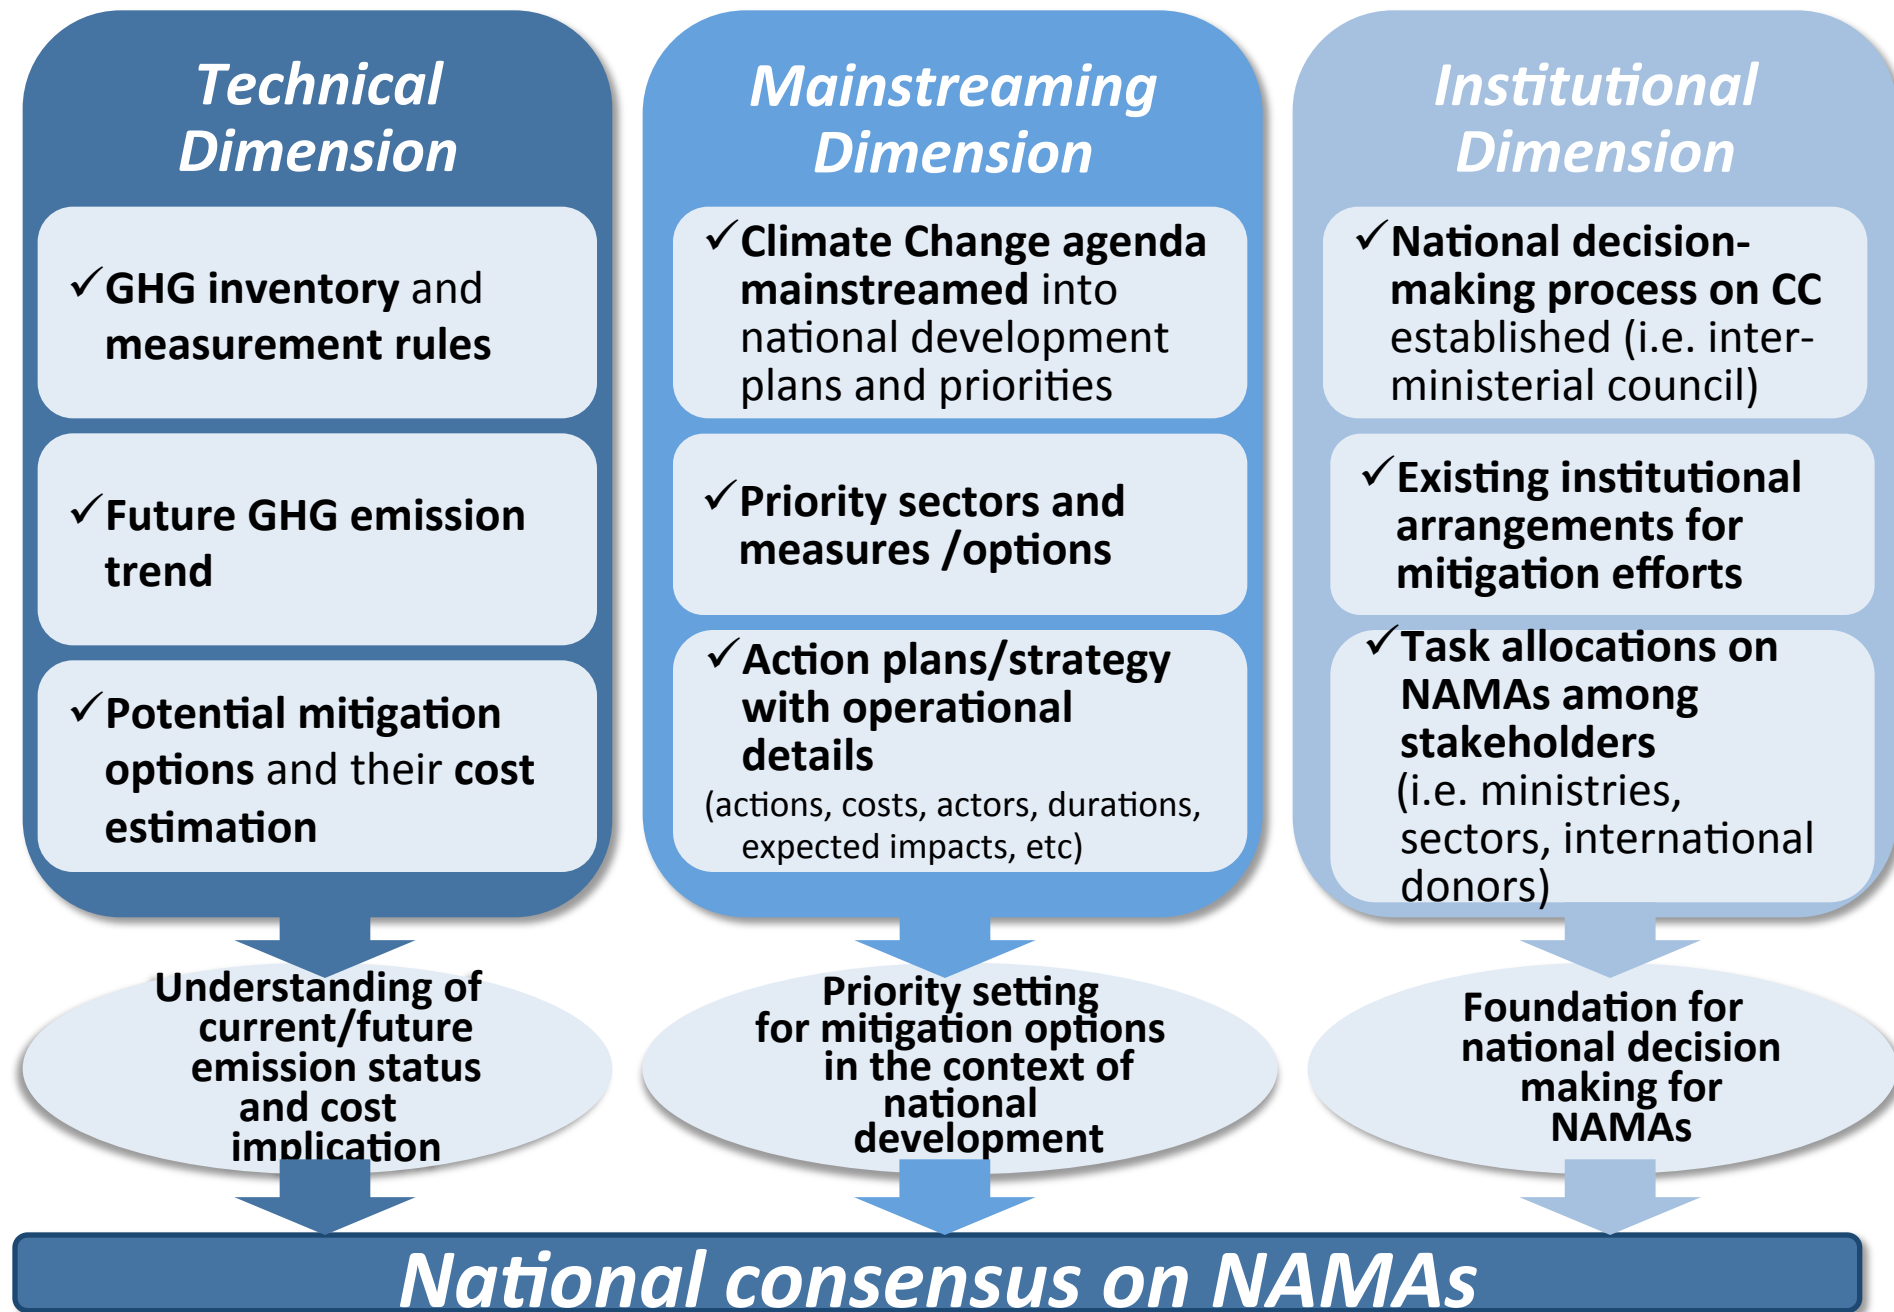 Technical
Dimension
✓GHG inventory and
measurement rules
✓Future GHG emission
trend
✓Potential mitigation
options and their cost
estimation
Understanding of
current/future
emission status
and cost
implication
Mainstreaming
Dimension
✓Climate Change agenda
mainstreamed into
national development
plans and priorities
✓Priority sectors and
measures /options
✓Action plans/strategy
with operational
details
(actions, costs, actors, durations,
expected impacts, etc)
Priority setting
for mitigation options
in the context of
national
development
Institutional
Dimension
✓National decision-
making process on CC
established (i.e. inter-
ministerial council)
✓Existing institutional
arrangements for
mitigation efforts
✓Task allocations on
NAMAs among
stakeholders
(i.e. ministries,
sectors, international
donors)
Foundation for
national decision
making for
NAMAs
National consensus on NAMAs